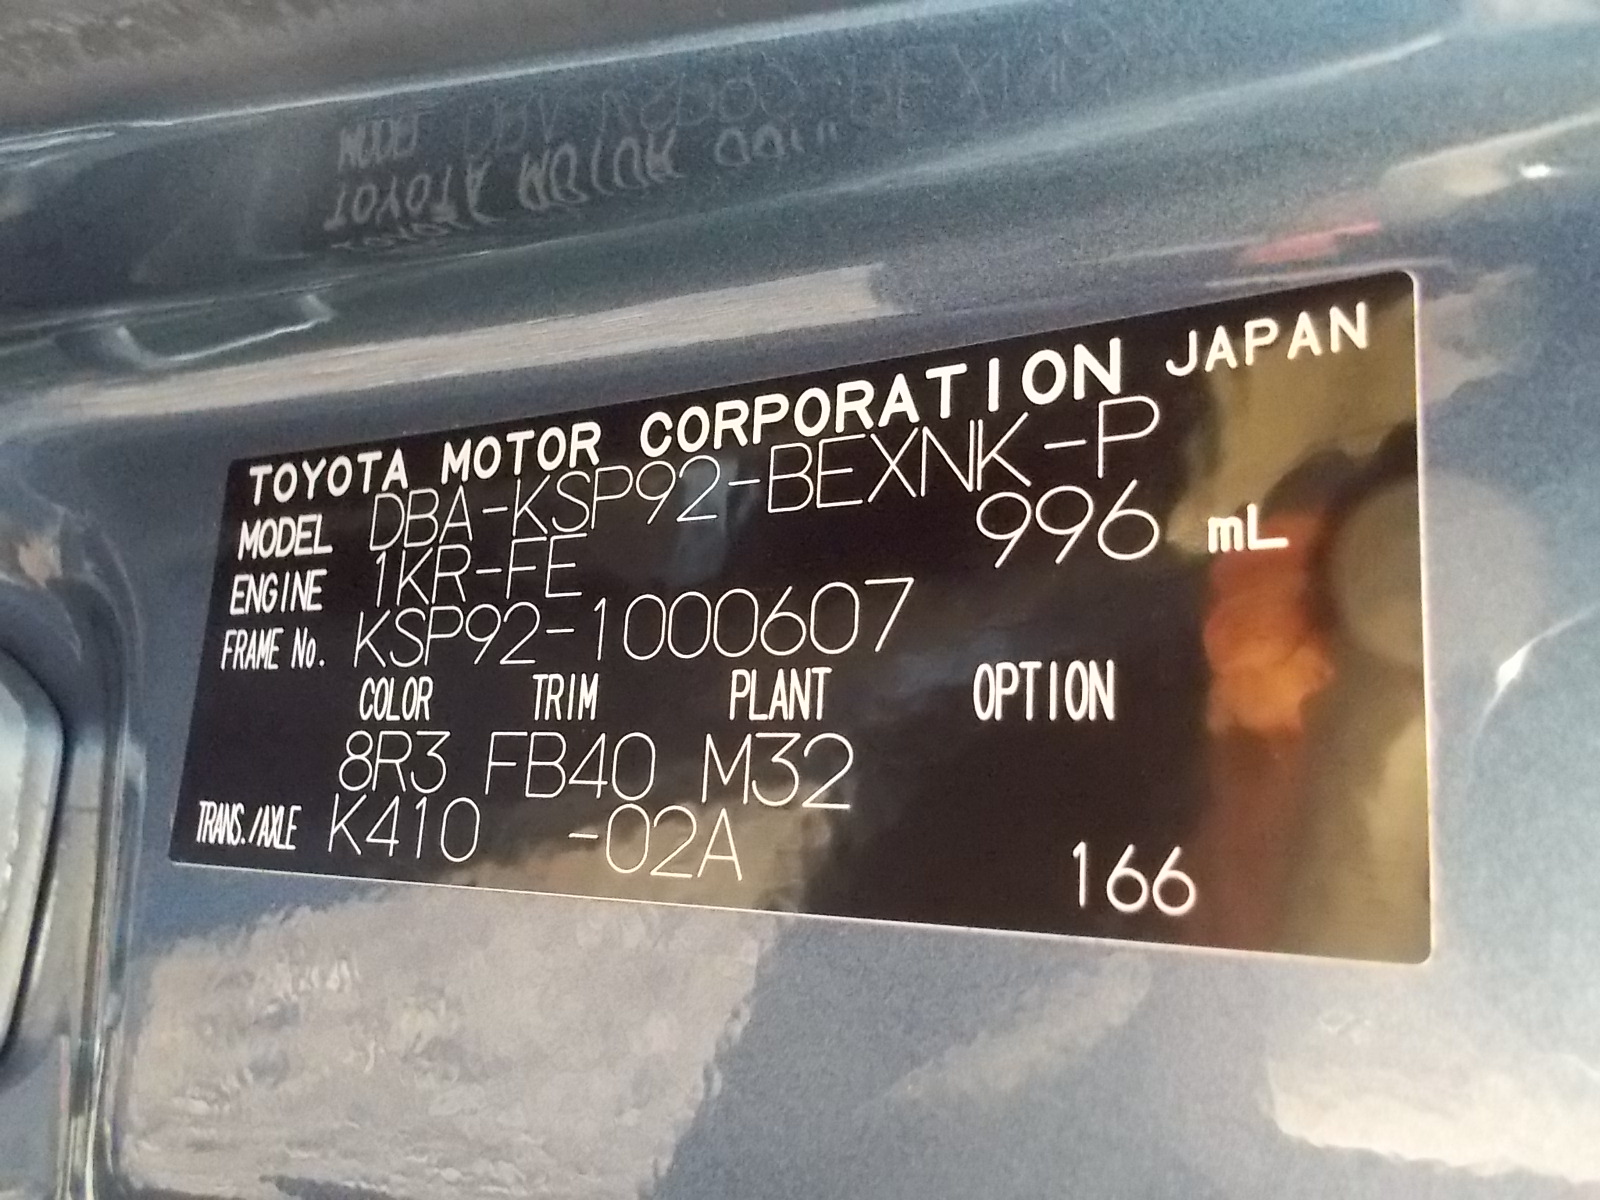 TOYOTA MOTOR CORPORATION JAPAN
MODEL DBA-KSP92-BEXNK-P
ENGINE 1KR-FE 996 mL
FRAME No. KSP92-1000607
COLOR TRIM PLANT OPTION
8R3 FB40 M32
TRANS./AXLE K410 -02A
166